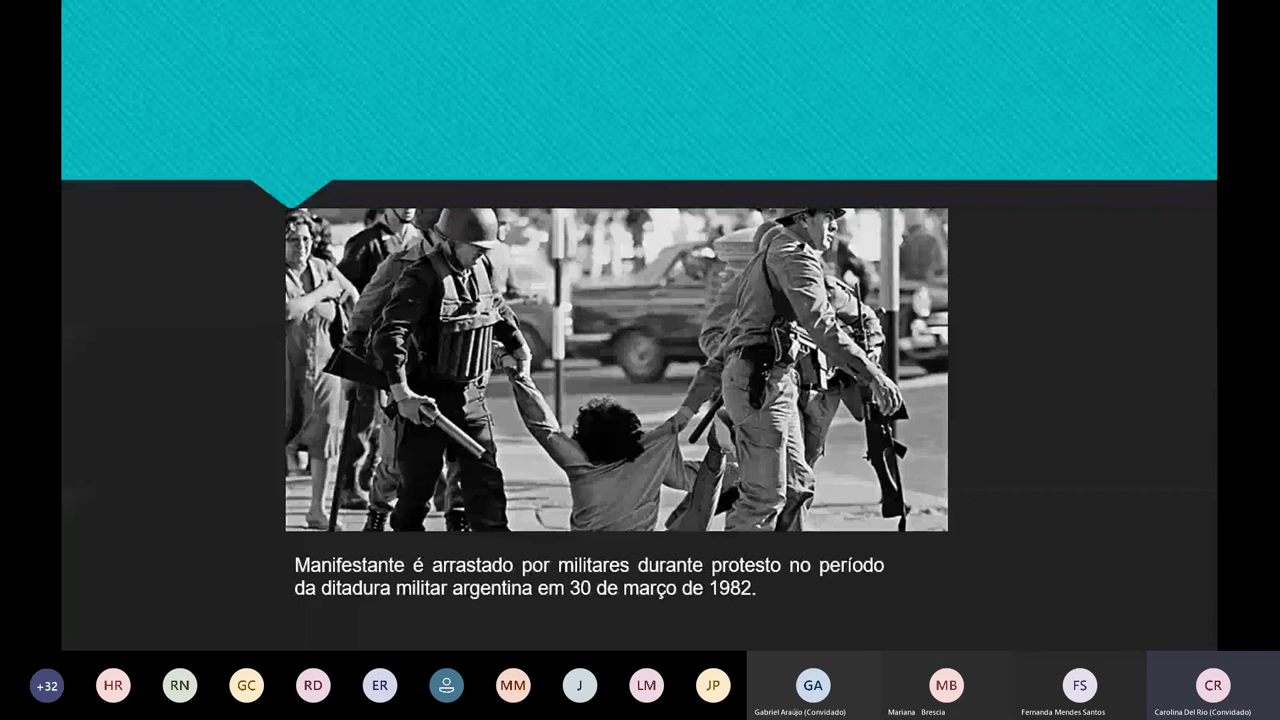 Manifestante é arrastado por militares durante protesto no período
da ditadura militar argentina em 30 de março de 1982.
+32
HR
RN
GC
RD
ER
MM
J
LM
JP
GA
MB
FS
CR
Gabriel Araújo (Convidado)
Mariana Brescia
Fernanda Mendes Santos
Carolina Del Rio (Convidado)